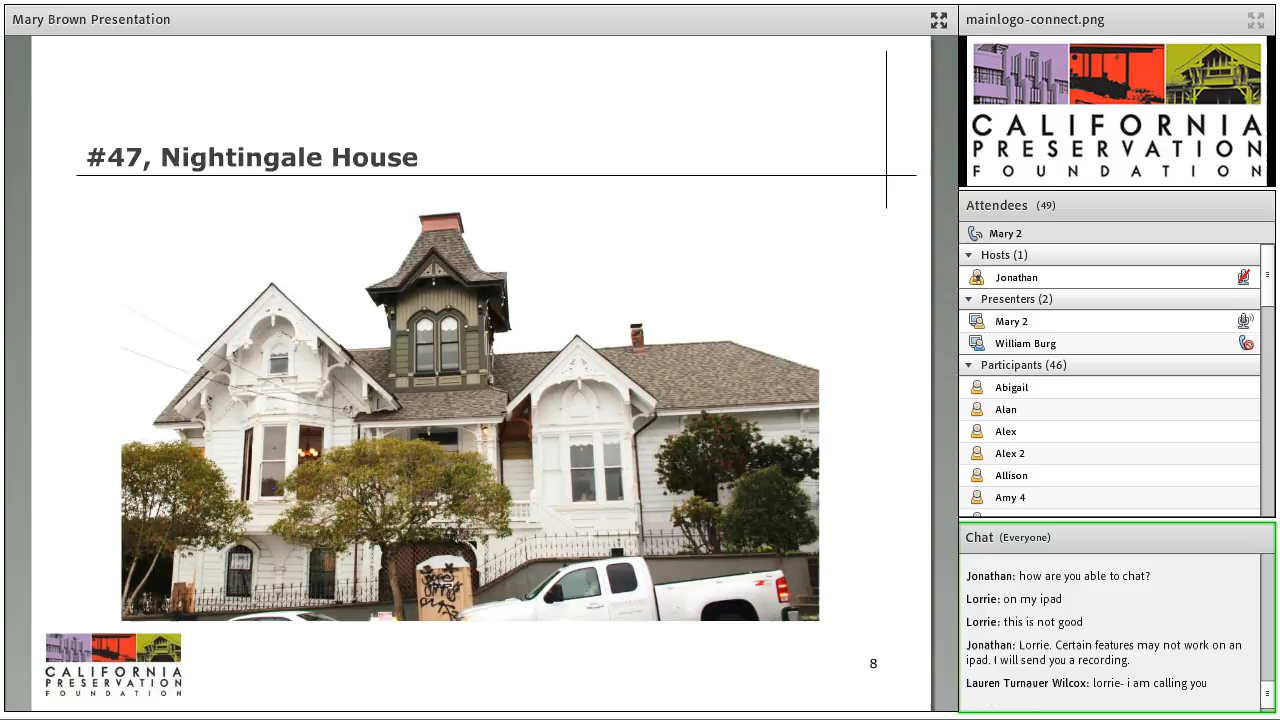 Mary Brown Presentation
#47, Nightingale House
CALIFORNIA
PRESERVATION
FOUNDATION
8
mainlogo-connect.png
CALIFORNIA
PRESERVATION
FOUNDATION
Attendees (49)
Mary 2
Hosts (1)
Jonathan
Presenters (2)
Mary 2
William Burg
Participants (46)
Abigail
Alan
Alex
Alex 2
Allison
Amy 4
Chat (Everyone)
Jonathan: how are you able to chat?
Lorrie: on my ipad
Lorrie: this is not good
Jonathan: Lorrie. Certain features may not work on an
ipad. I will send you a recording.
Lauren Turnauer Wilcox: lorrie- i am calling you